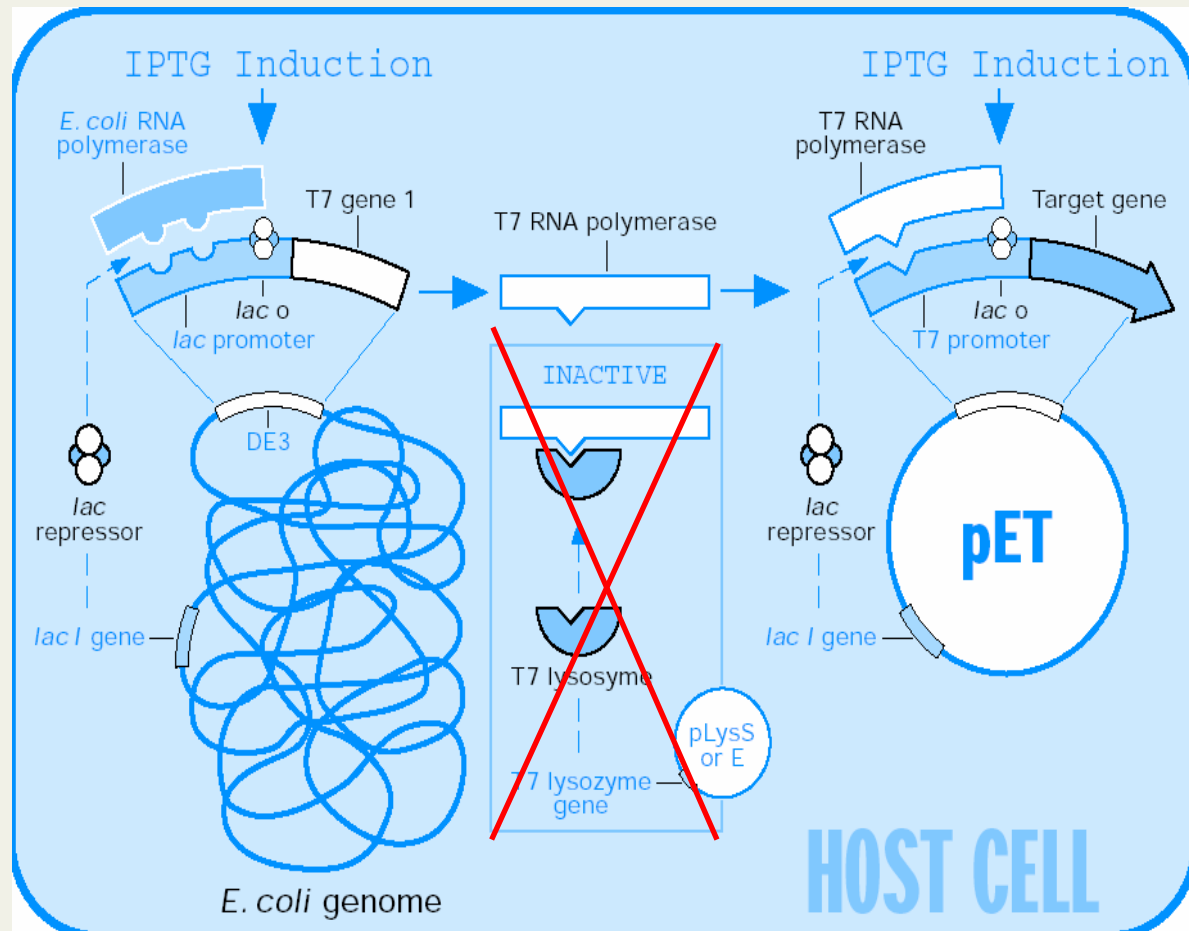 IPTG Induction
IPTG Induction
E. coli RNA
polymerase
T7 gene 1
T7 RNA polymerase
T7 RNA
polymerase
Target gene
lac o
lac promoter
lac o
T7 promoter
INACTIVE
DE3
lac
repressor
lac
repressor
pET
lac I gene
T7 lysosyme
lac I gene
pLysS
or E
T7 lysozyme
gene
HOST CELL
E. coli genome